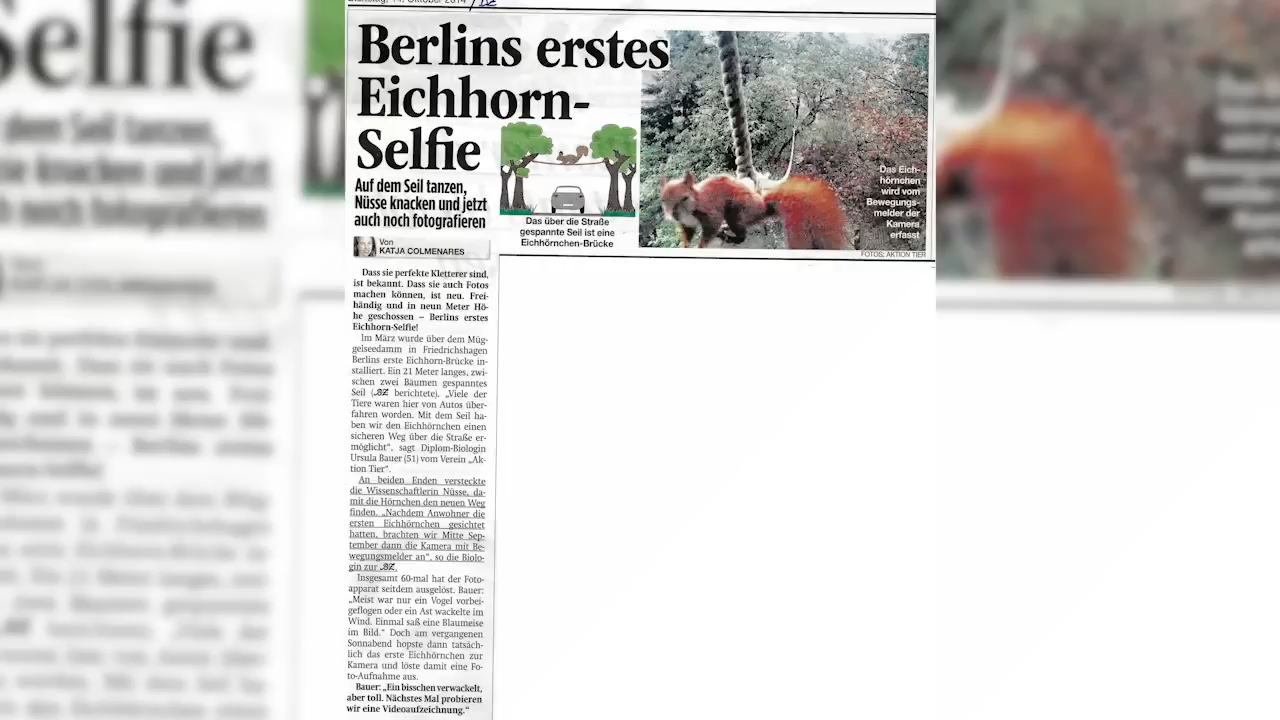 Berlins erstes
Eichhorn-
Selfie
Auf dem Seil tanzen,
Nüsse knacken und jetzt
auch noch fotografieren
Das über die Straße
gespannte Seil ist eine
Eichhörnchen-Brücke
Das Eich-
hörnchen
wird vom
Bewegungs-
melder der
Kamera
erfasst
FOTOS: AKTION TIER
Von
KATJA COLMENARES
Dass sie perfekte Kletterer sind,
ist bekannt. Dass sie auch Fotos
machen können, ist neu. Frei-
händig und in neun Meter Hö-
he geschossen – Berlins erstes
Eichhorn-Selfie!
Im März wurde über dem Müg-
gelseedamm in Friedrichshagen
Berlins erste Eichhorn-Brücke in-
stalliert. Ein 21 Meter langes, zwi-
schen zwei Bäumen gespanntes
Seil (BZ berichtete). „Viele der
Tiere waren hier von Autos über-
fahren worden. Mit dem Seil ha-
ben wir den Eichhörnchen einen
sicheren Weg über die Straße er-
möglicht“, sagt Diplom-Biologin
Ursula Bauer (51) vom Verein „Ak-
tion Tier“.
An beiden Enden versteckte
die Wissenschaftlerin Nüsse, da-
mit die Hörnchen den neuen Weg
finden. „Nachdem Anwohner die
ersten Eichhörnchen gesichtet
hatten, brachten wir Mitte Sep-
tember dann die Kamera mit Be-
wegungsmelder an“, so die Biolo-
gin zur BZ.
Insgesamt 60-mal hat der Foto-
apparat seitdem ausgelöst. Bauer:
„Meist war nur ein Vogel vorbei-
geflogen oder ein Ast wackelte im
Wind. Einmal saß eine Blaumeise
im Bild.“ Doch am vergangenen
Sonnabend hopste dann tatsäch-
lich das erste Eichhörnchen zur
Kamera und löste damit eine Fo-
to-Aufnahme aus.
Bauer: „Ein bisschen verwackelt,
aber toll. Nächstes Mal probieren
wir eine Videoaufzeichnung.“